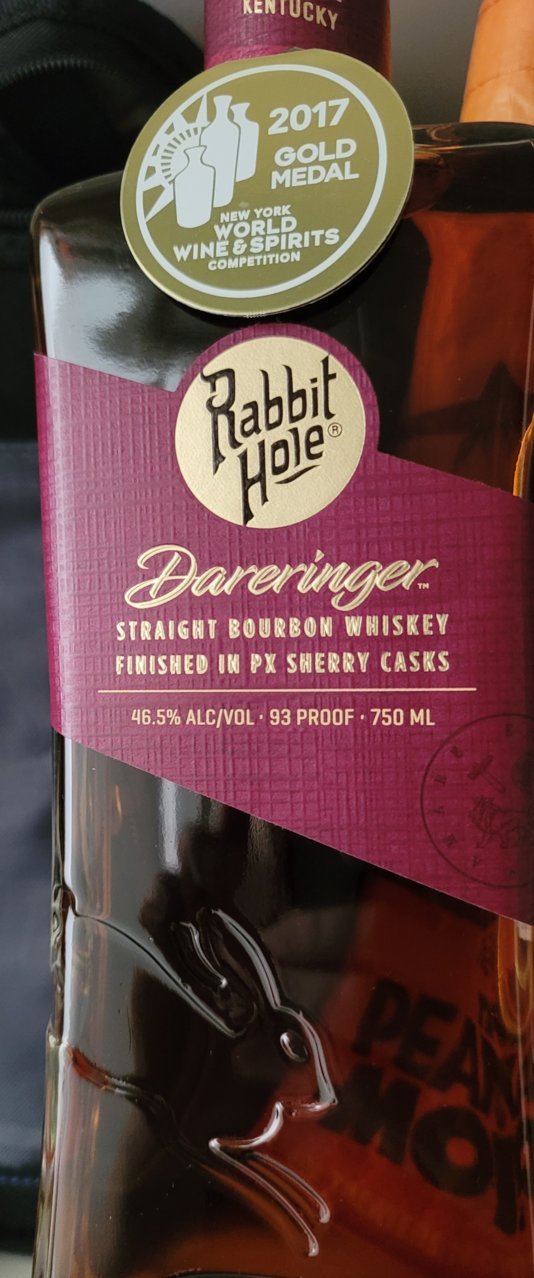 KENTUCKY
2017
GOLD
MEDAL
NEW YORK
WORLD
WINE & SPIRITS
COMPETITION
Rabbit
Hole®
Dareringer™
STRAIGHT BOURBON WHISKEY
FINISHED IN PX SHERRY CASKS
46.5% ALC/VOL · 93 PROOF · 750 ML